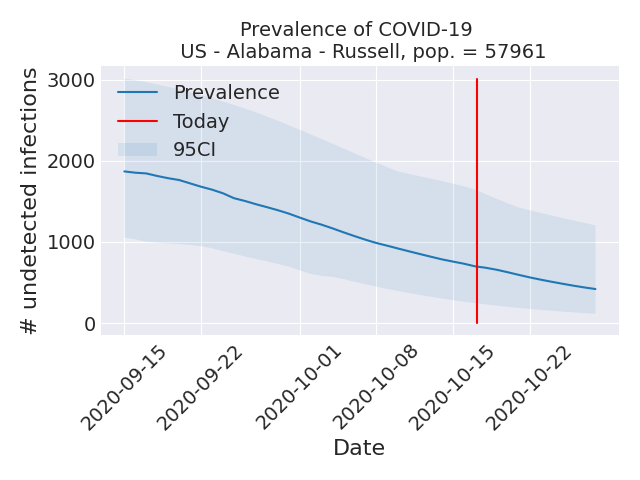 Prevalence of COVID-19
US - Alabama - Russell, pop. = 57961
# undetected infections
3000
2000
1000
0
Prevalence
Today
95CI
2020-09-15
2020-09-22
2020-10-01
2020-10-08
2020-10-15
2020-10-22
Date